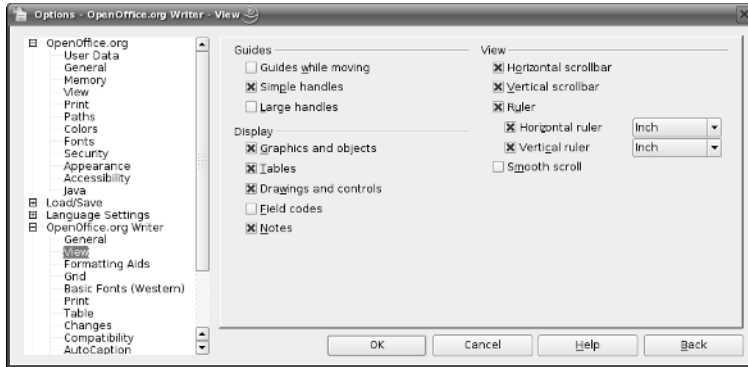 Options - OpenOffice.org Writer - View
OpenOffice.org
User Data
General
Memory
View
Print
Paths
Colors
Fonts
Security
Appearance
Accessibility
Java
Load/Save
Language Settings
OpenOffice.org Writer
General
View
Formatting Aids
Grid
Basic Fonts (Western)
Print
Table
Changes
Compatibility
AutoCaption
Guides
Guides while moving
Simple handles
Large handles
Display
Graphics and objects
Tables
Drawings and controls
Field codes
Notes
View
Horizontal scrollbar
Vertical scrollbar
Ruler
Horizontal ruler Inch
Vertical ruler Inch
Smooth scroll
OK Cancel Help Back